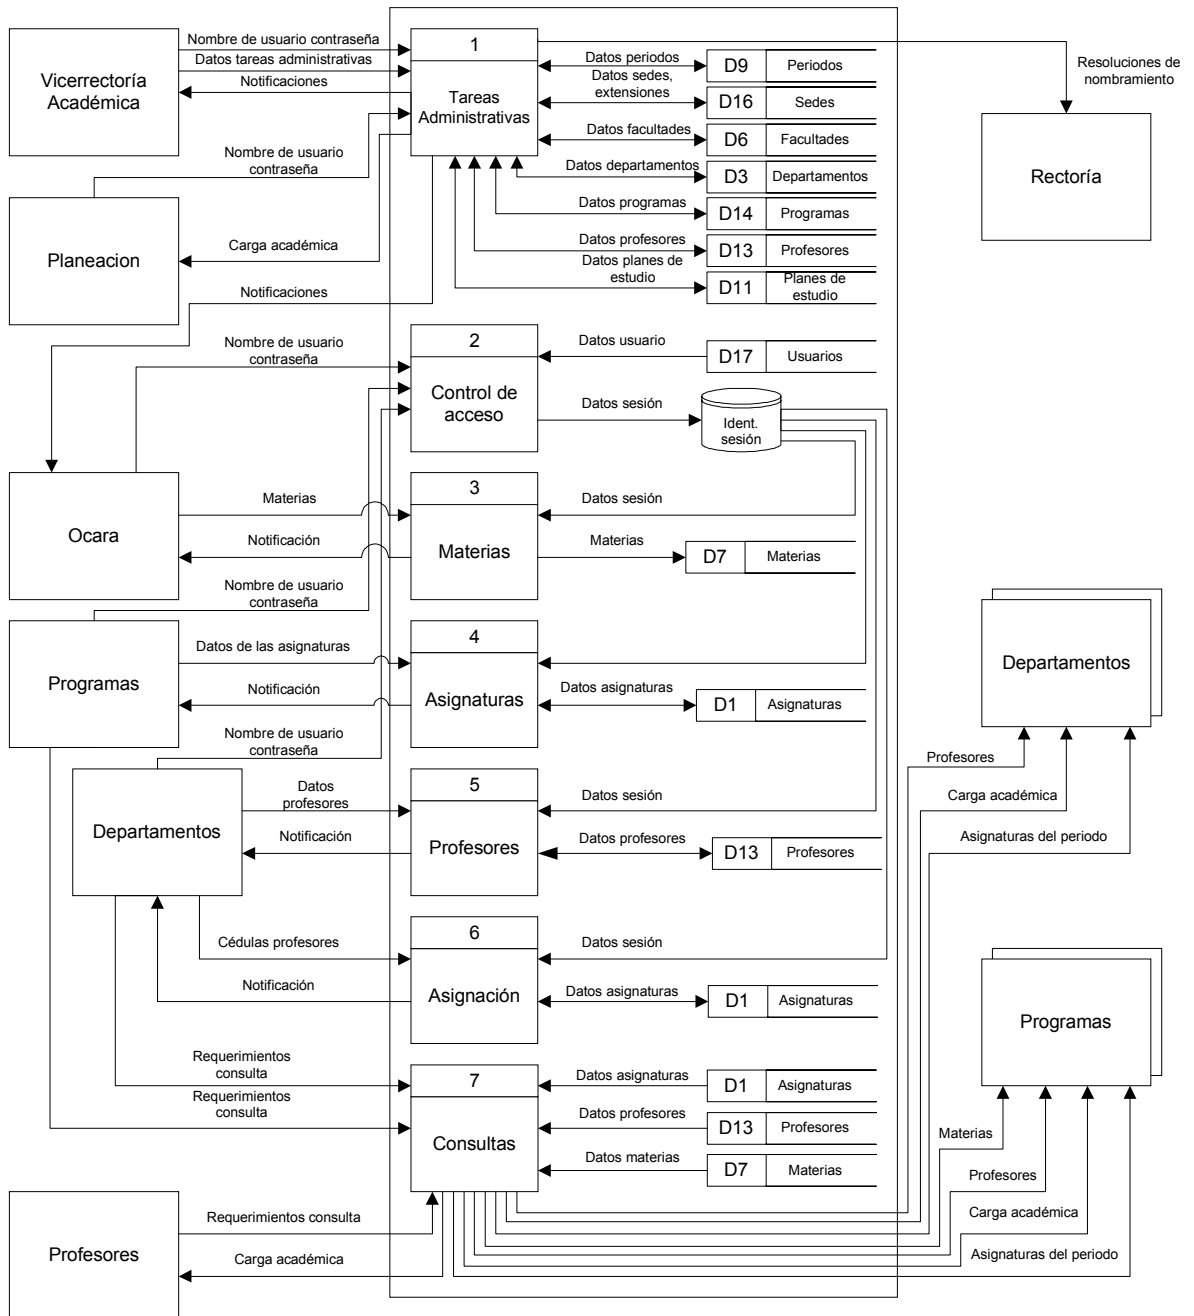 Nombre de usuario contraseña
Datos tareas administrativas
Notificaciones
Vicerrectoría
Académica
1
Tareas
Administrativas
Datos periodos
D9 Periodos
Datos sedes,
extensiones
D16 Sedes
Datos facultades
D6 Facultades
Datos departamentos
D3 Departamentos
Datos programas
D14 Programas
Datos profesores
D13 Profesores
Datos planes de
estudio
D11 Planes de
estudio
Resoluciones de
nombramiento
Rectoría
Nombre de usuario
contraseña
Planeacion
Carga académica
Notificaciones
Nombre de usuario
contraseña
2
Control de
acceso
Datos usuario
D17 Usuarios
Datos sesión
Ident.
sesión
Ocara
Materias
Notificación
3
Materias
Datos sesión
Materias
D7 Materias
Nombre de usuario
contraseña
Programas
Datos de las asignaturas
Notificación
4
Asignaturas
Datos asignaturas
D1 Asignaturas
Departamentos
Nombre de usuario
contraseña
Departamentos
Datos
profesores
Notificación
5
Profesores
Datos sesión
Datos profesores
D13 Profesores
Profesores
Carga académica
Asignaturas del periodo
Cédulas profesores
Notificación
6
Asignación
Datos sesión
Datos asignaturas
D1 Asignaturas
Programas
Requerimientos
consulta
Requerimientos
consulta
7
Consultas
Datos asignaturas
D1 Asignaturas
Datos profesores
D13 Profesores
Datos materias
D7 Materias
Materias
Profesores
Carga académica
Asignaturas del periodo
Profesores
Requerimientos consulta
Carga académica